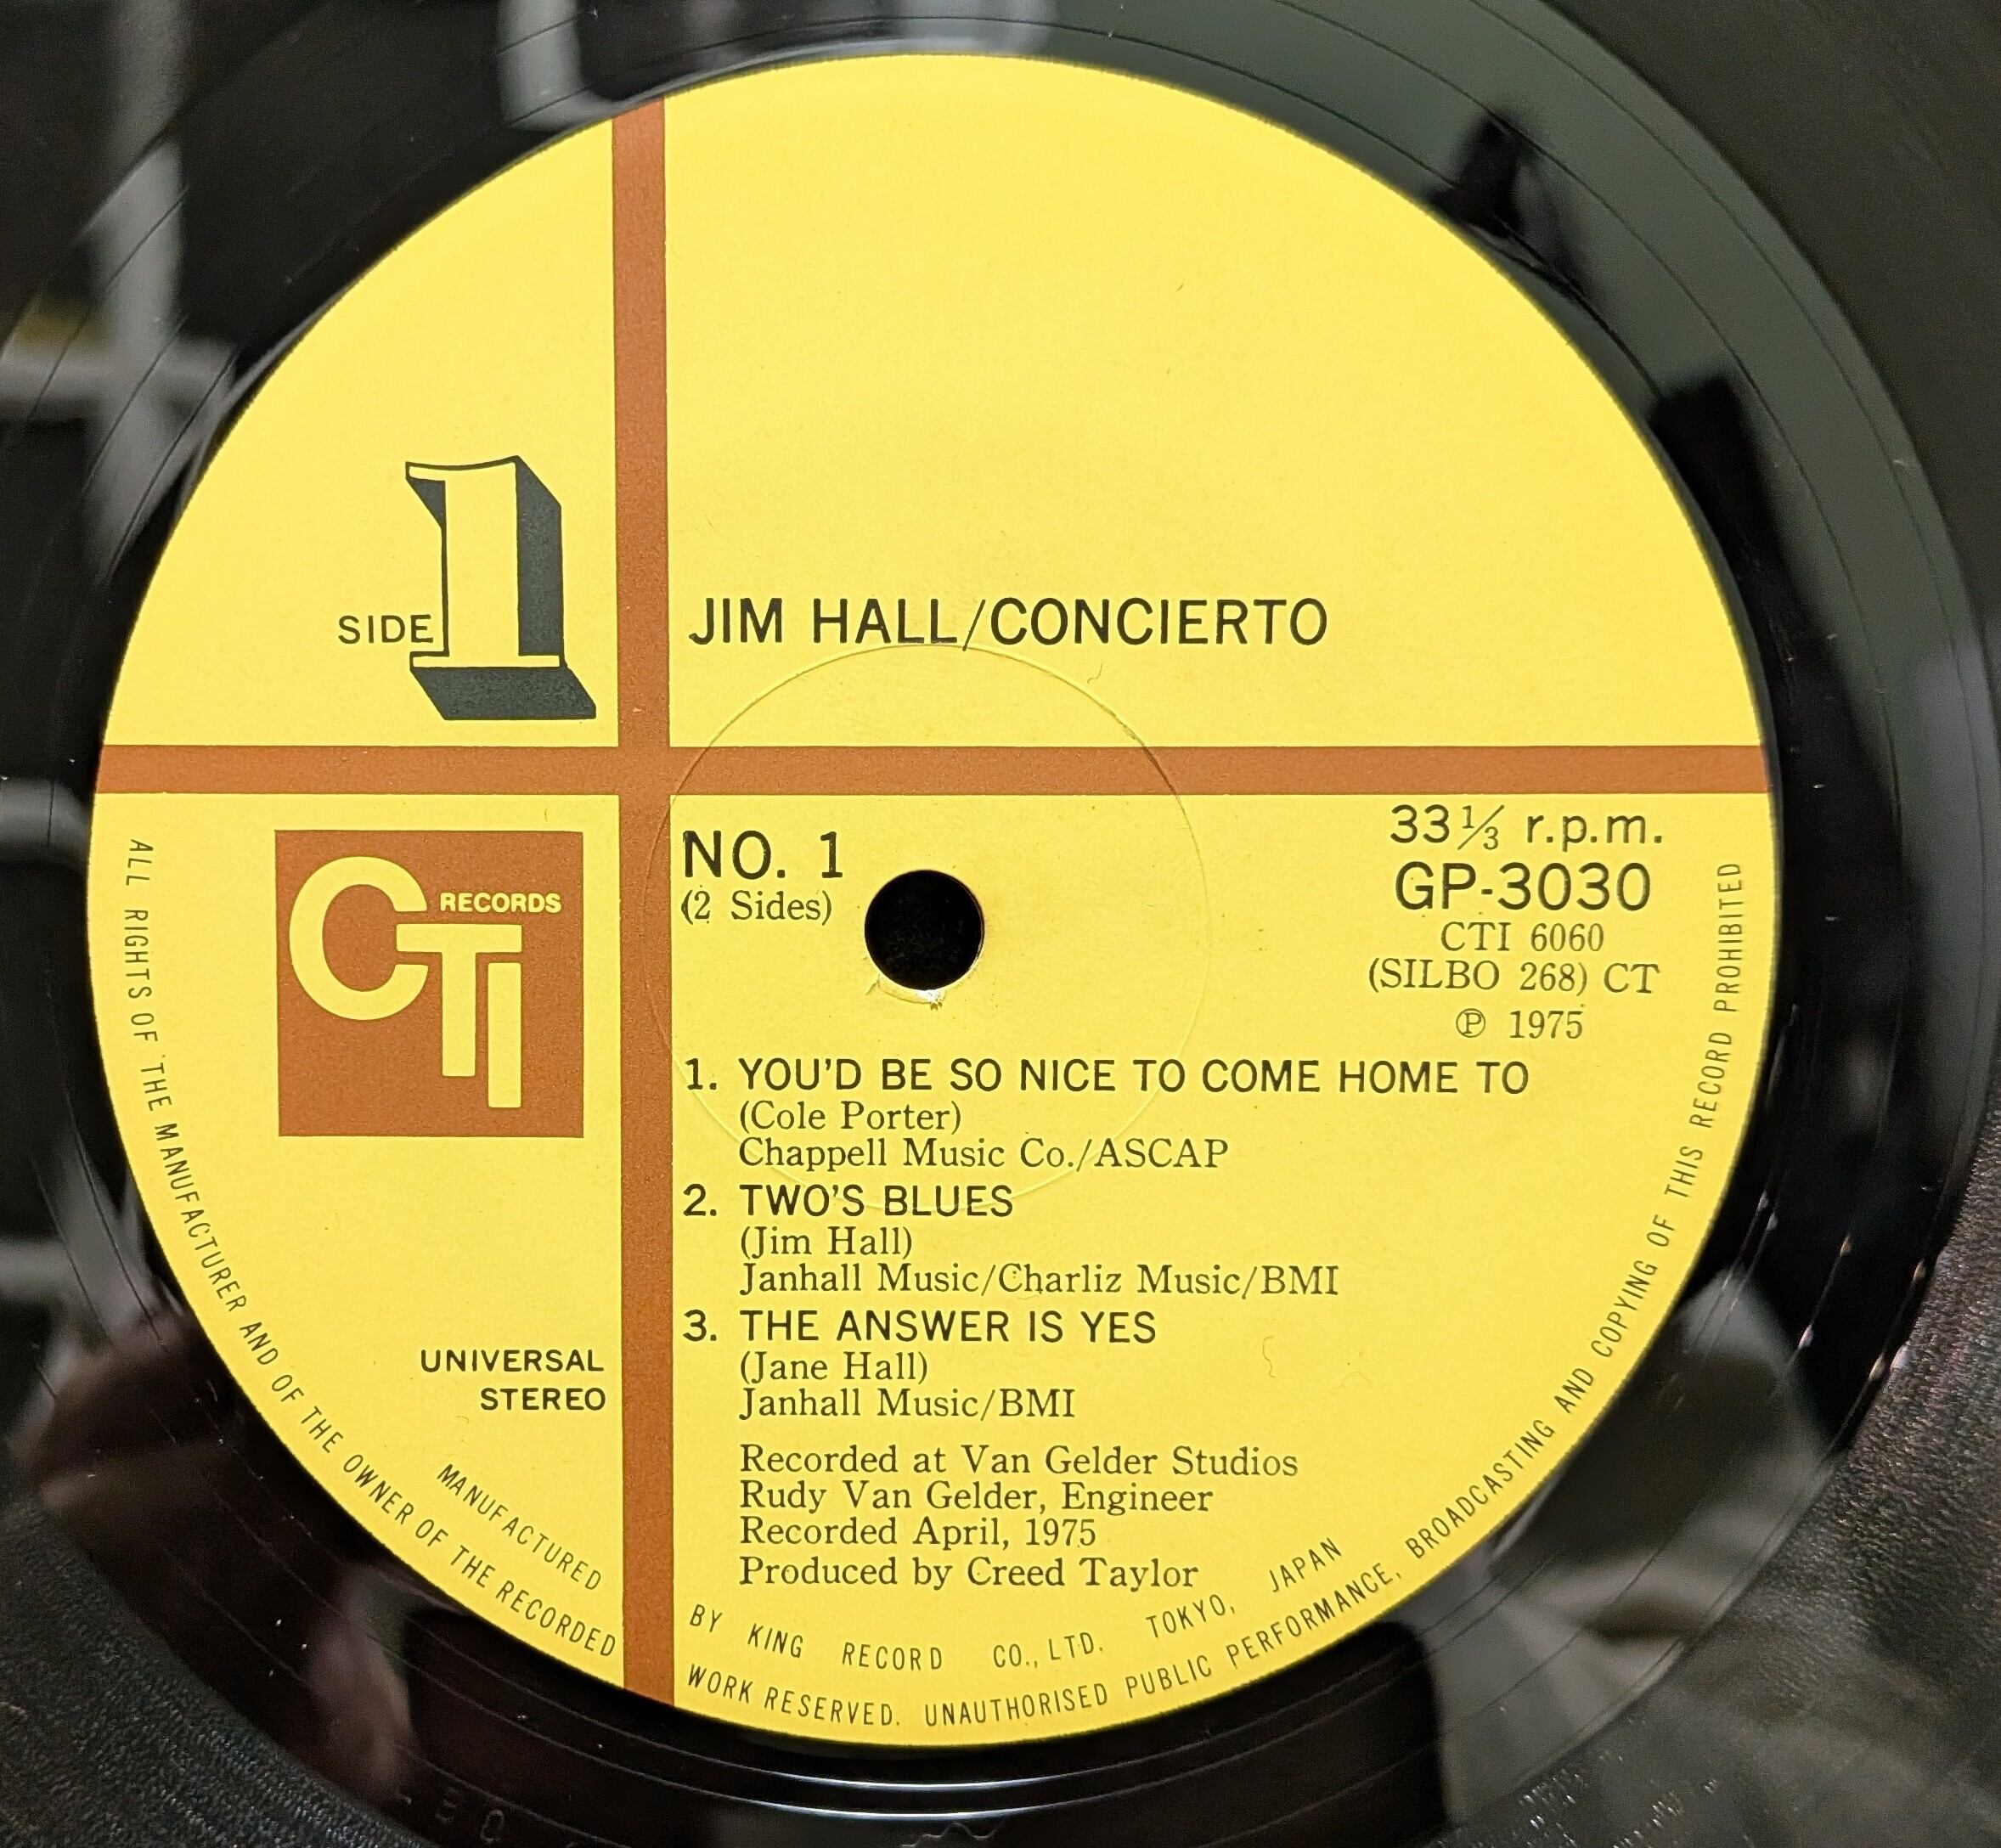 SIDE 1
JIM HALL/CONCIERTO
CTI RECORDS
NO. 1
(2 Sides)
33⅓ r.p.m.
GP-3030
CTI 6060
(SILBO 268) CT
Ⓟ 1975
1. YOU'D BE SO NICE TO COME HOME TO
(Cole Porter)
Chappell Music Co./ASCAP
2. TWO'S BLUES
(Jim Hall)
Janhall Music/Charliz Music/BMI
3. THE ANSWER IS YES
(Jane Hall)
Janhall Music/BMI
UNIVERSAL
STEREO
Recorded at Van Gelder Studios
Rudy Van Gelder, Engineer
Recorded April, 1975
Produced by Creed Taylor
MANUFACTURED BY KING RECORD CO., LTD. TOKYO, JAPAN
ALL RIGHTS OF THE MANUFACTURER AND OF THE OWNER OF THE RECORDED WORK RESERVED. UNAUTHORISED PUBLIC PERFORMANCE, BROADCASTING AND COPYING OF THIS RECORD PROHIBITED